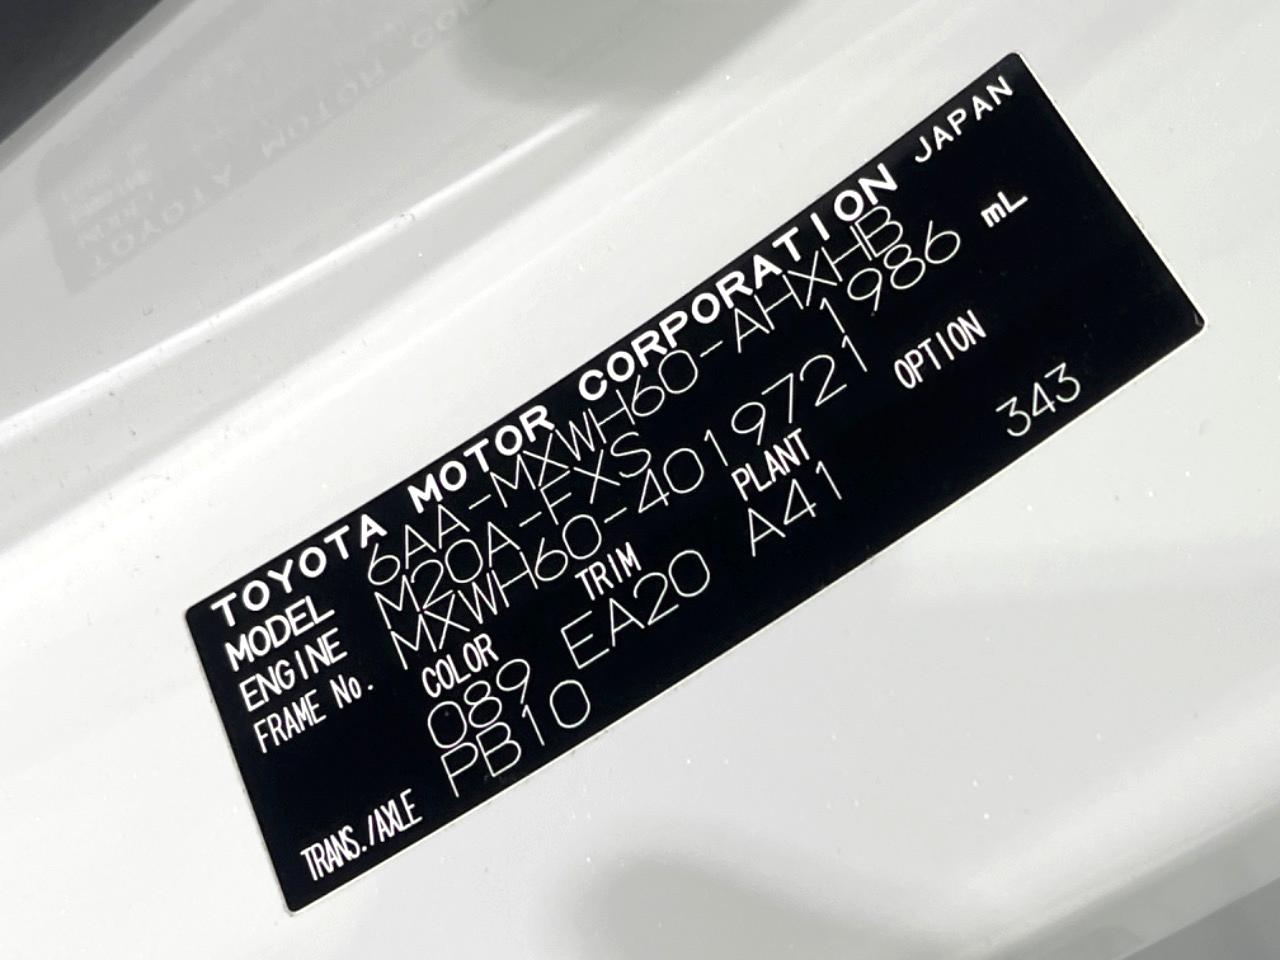 TOYOTA MOTOR CORPORATION JAPAN
MODEL 6AA-MXWH60-AHXHB
ENGINE M20A-FXS 1986 mL
FRAME No. MXWH60-4019721
COLOR TRIM PLANT OPTION
089 EA20 A41 343
TRANS./AXLE PB10